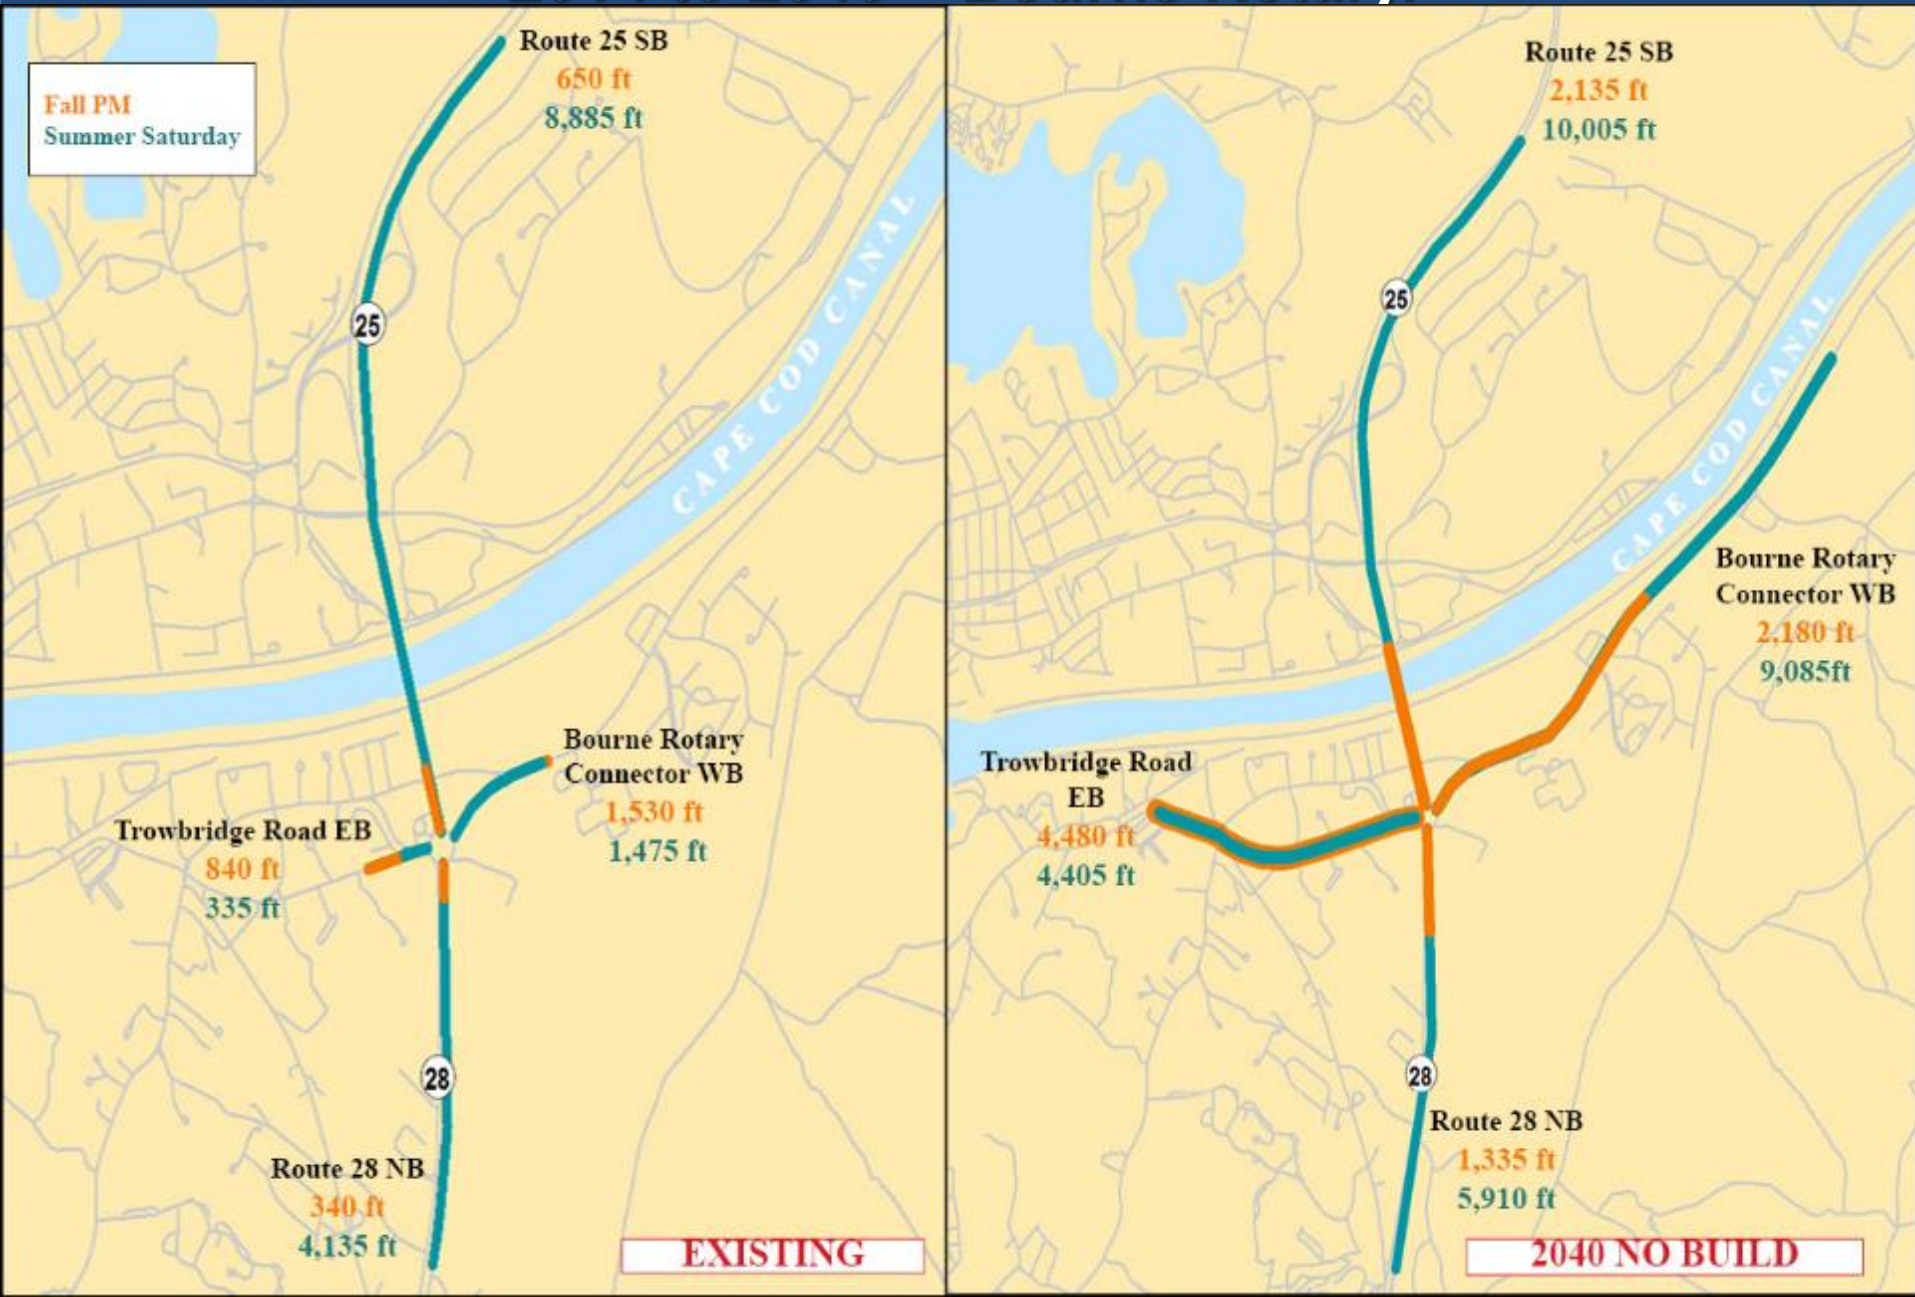 Fall PM
Summer Saturday
Route 25 SB
650 ft
8,885 ft
25
CAPE COD CANAL
Bourne Rotary
Connector WB
1,530 ft
1,475 ft
Trowbridge Road EB
840 ft
335 ft
28
Route 28 NB
340 ft
4,135 ft
EXISTING
Route 25 SB
2,135 ft
10,005 ft
25
CAPE COD CANAL
Bourne Rotary
Connector WB
2,180 ft
9,085ft
Trowbridge Road
EB
4,480 ft
4,405 ft
28
Route 28 NB
1,335 ft
5,910 ft
2040 NO BUILD